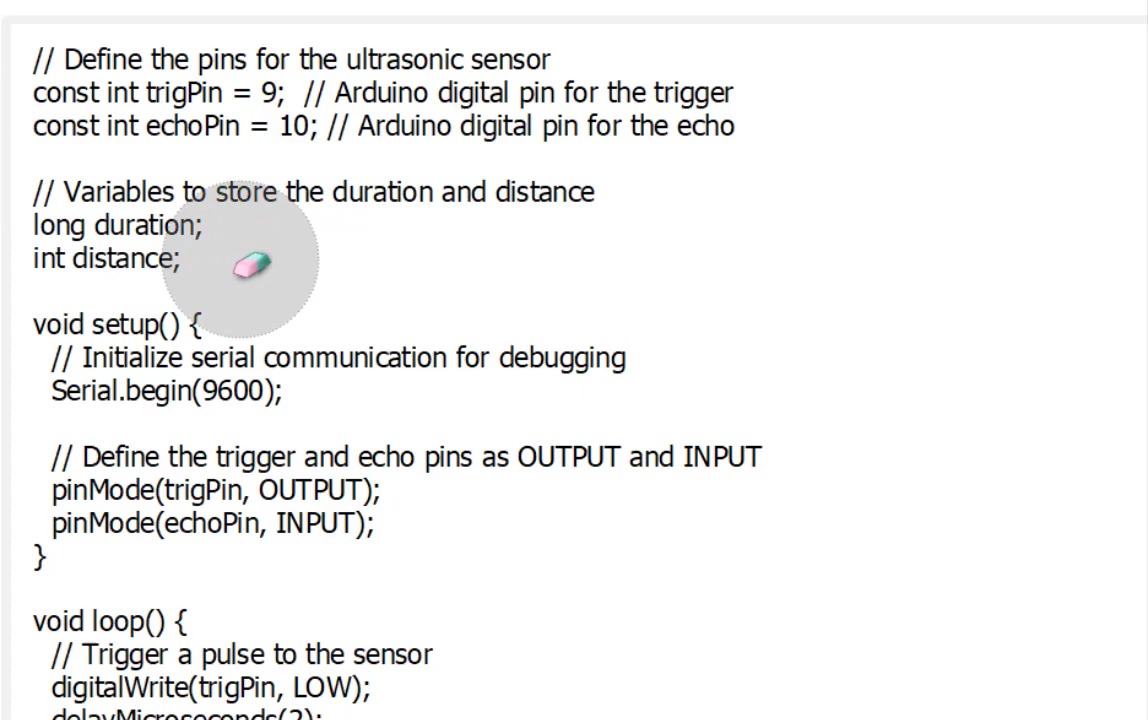 // Define the pins for the ultrasonic sensor
const int trigPin = 9;  // Arduino digital pin for the trigger
const int echoPin = 10; // Arduino digital pin for the echo
// Variables to store the duration and distance
long duration;
int distance;
void setup() {
// Initialize serial communication for debugging
Serial.begin(9600);
// Define the trigger and echo pins as OUTPUT and INPUT
pinMode(trigPin, OUTPUT);
pinMode(echoPin, INPUT);
}
void loop() {
// Trigger a pulse to the sensor
digitalWrite(trigPin, LOW);
delayMicroseconds(2);